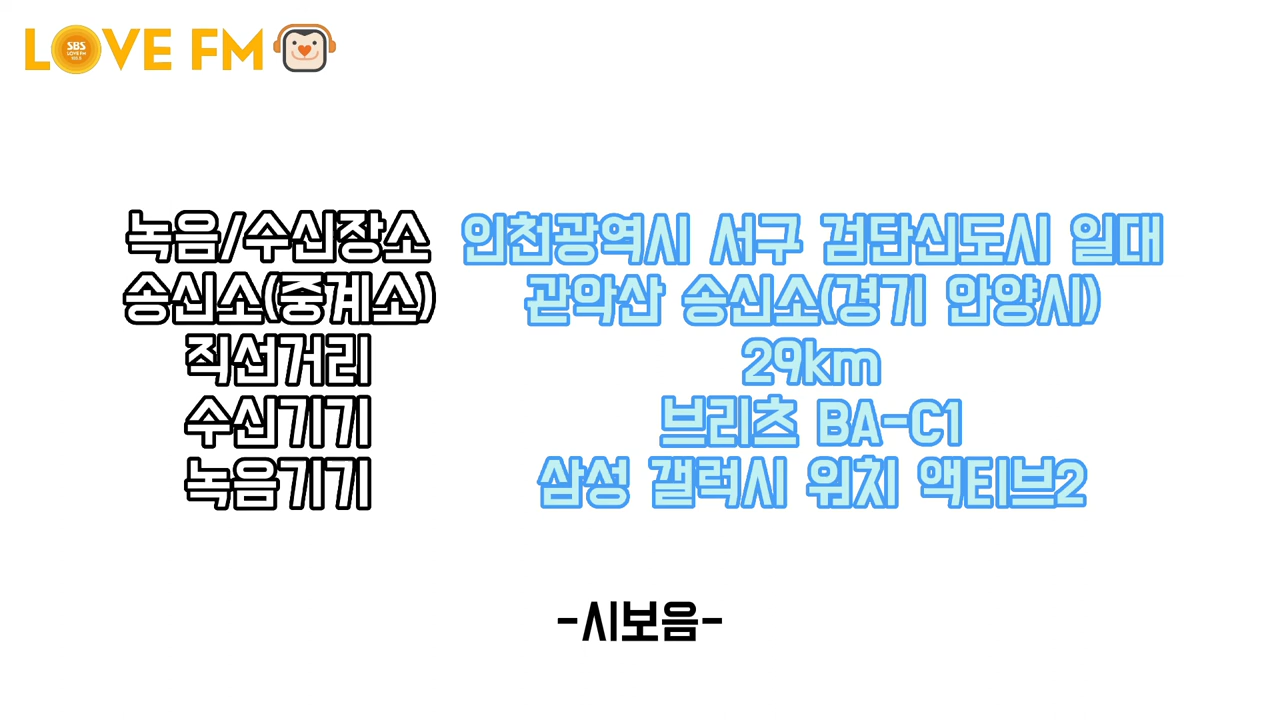 LOVE FM
SBS
LOVE FM
녹음/수신장소 인천광역시 서구 검단신도시 일대
송신소(중계소) 관악산 송신소(경기 안양시)
직선거리 29km
수신기기 브리츠 BA-C1
녹음기기 삼성 갤럭시 워치 액티브2
-시보음-